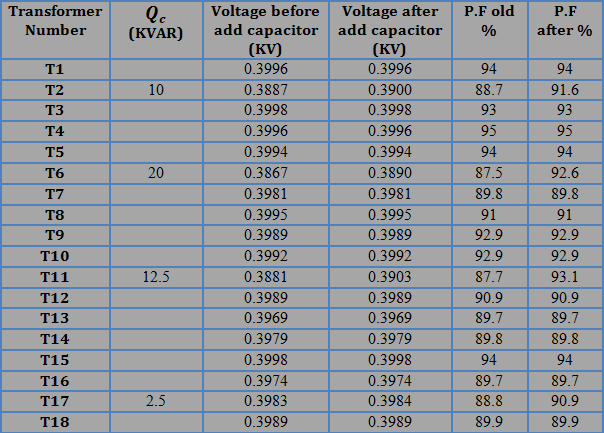 Transformer Number | Q_c (KVAR) | Voltage before add capacitor (KV) | Voltage after add capacitor (KV) | P.F old % | P.F after %
T1 | | 0.3996 | 0.3996 | 94 | 94
T2 | 10 | 0.3887 | 0.3900 | 88.7 | 91.6
T3 | | 0.3998 | 0.3998 | 93 | 93
T4 | | 0.3996 | 0.3996 | 95 | 95
T5 | | 0.3994 | 0.3994 | 94 | 94
T6 | 20 | 0.3867 | 0.3890 | 87.5 | 92.6
T7 | | 0.3981 | 0.3981 | 89.8 | 89.8
T8 | | 0.3995 | 0.3995 | 91 | 91
T9 | | 0.3989 | 0.3989 | 92.9 | 92.9
T10 | | 0.3992 | 0.3992 | 92.9 | 92.9
T11 | 12.5 | 0.3881 | 0.3903 | 87.7 | 93.1
T12 | | 0.3989 | 0.3989 | 90.9 | 90.9
T13 | | 0.3969 | 0.3969 | 89.7 | 89.7
T14 | | 0.3979 | 0.3979 | 89.8 | 89.8
T15 | | 0.3998 | 0.3998 | 94 | 94
T16 | | 0.3974 | 0.3974 | 89.7 | 89.7
T17 | 2.5 | 0.3983 | 0.3984 | 88.8 | 90.9
T18 | | 0.3989 | 0.3989 | 89.9 | 89.9